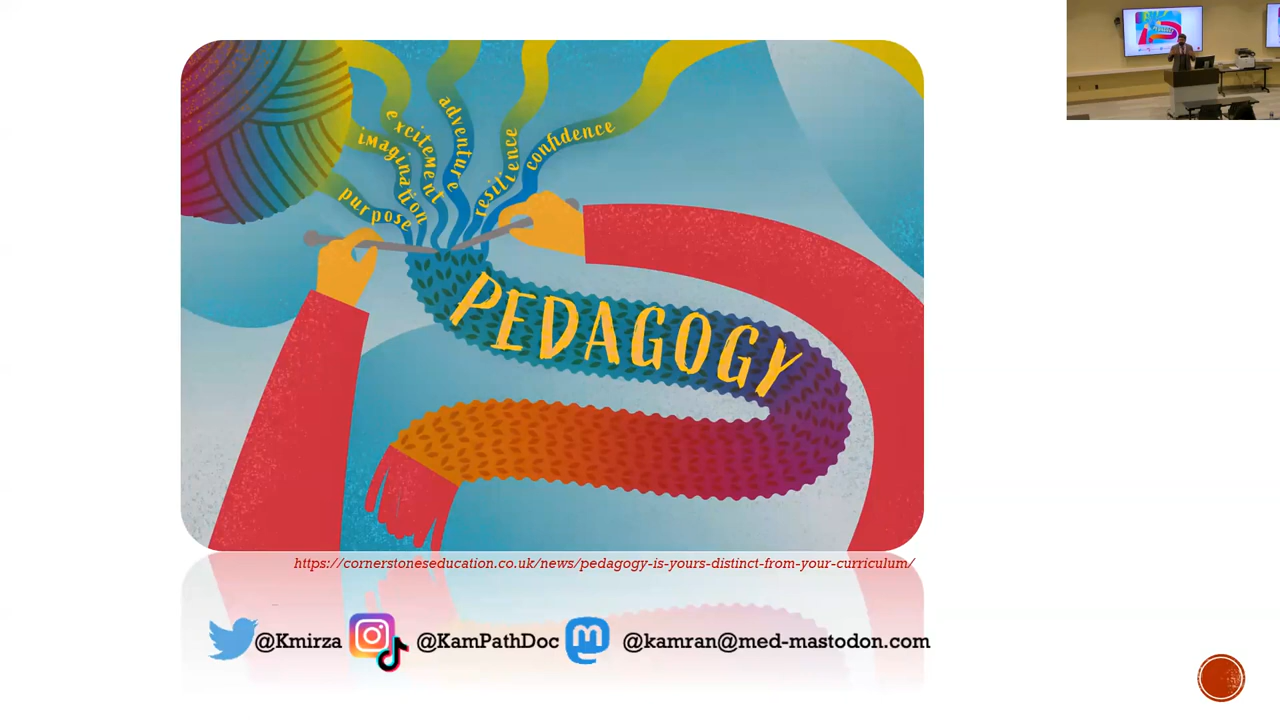 adventure
excitement
imagination
resilience
confidence
purpose
PEDAGOGY
https://cornerstoneseducation.co.uk/news/pedagogy-is-yours-distinct-from-your-curriculum/
@Kmirza @KamPathDoc @kamran@med-mastodon.com